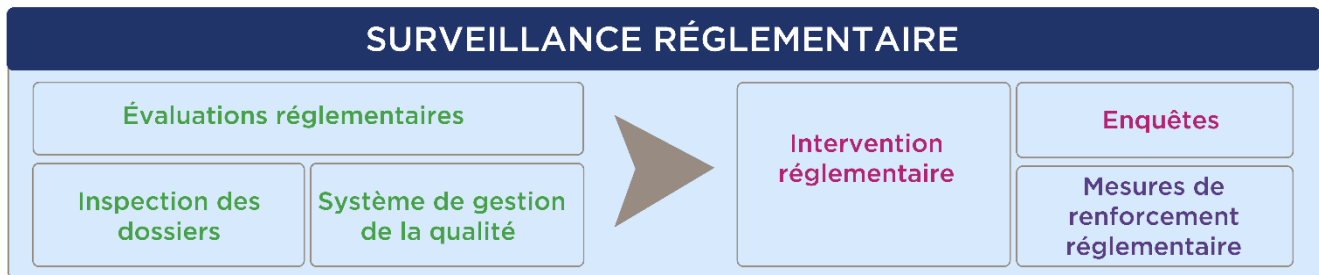 SURVEILLANCE RÉGLEMENTAIRE
Évaluations réglementaires
Inspection des
dossiers
Système de gestion
de la qualité
Intervention
réglementaire
Enquêtes
Mesures de
renforcement
réglementaire